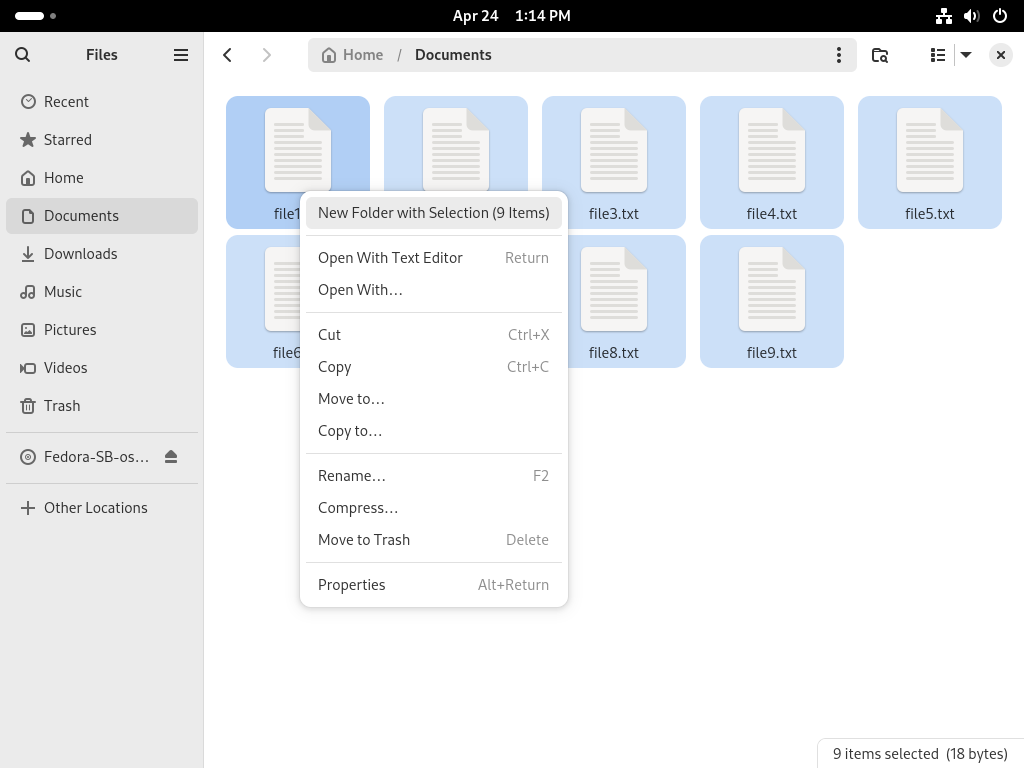 Apr 24 1:14 PM
Files
Home / Documents
Recent
Starred
Home
Documents
Downloads
Music
Pictures
Videos
Trash
Fedora-SB-os…
Other Locations
file3.txt
file4.txt
file5.txt
file8.txt
file9.txt
New Folder with Selection (9 Items)
Open With Text Editor Return
Open With…
Cut Ctrl+X
Copy Ctrl+C
Move to…
Copy to…
Rename… F2
Compress…
Move to Trash Delete
Properties Alt+Return
9 items selected (18 bytes)